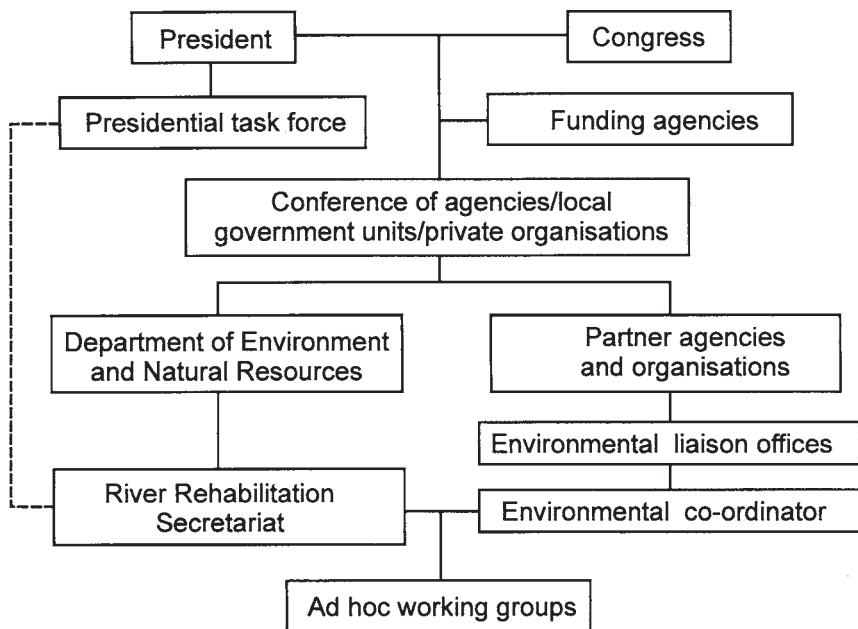 President
Congress
Presidential task force
Funding agencies
Conference of agencies/local
government units/private organisations
Department of Environment
and Natural Resources
Partner agencies
and organisations
Environmental liaison offices
River Rehabilitation
Secretariat
Environmental co-ordinator
Ad hoc working groups